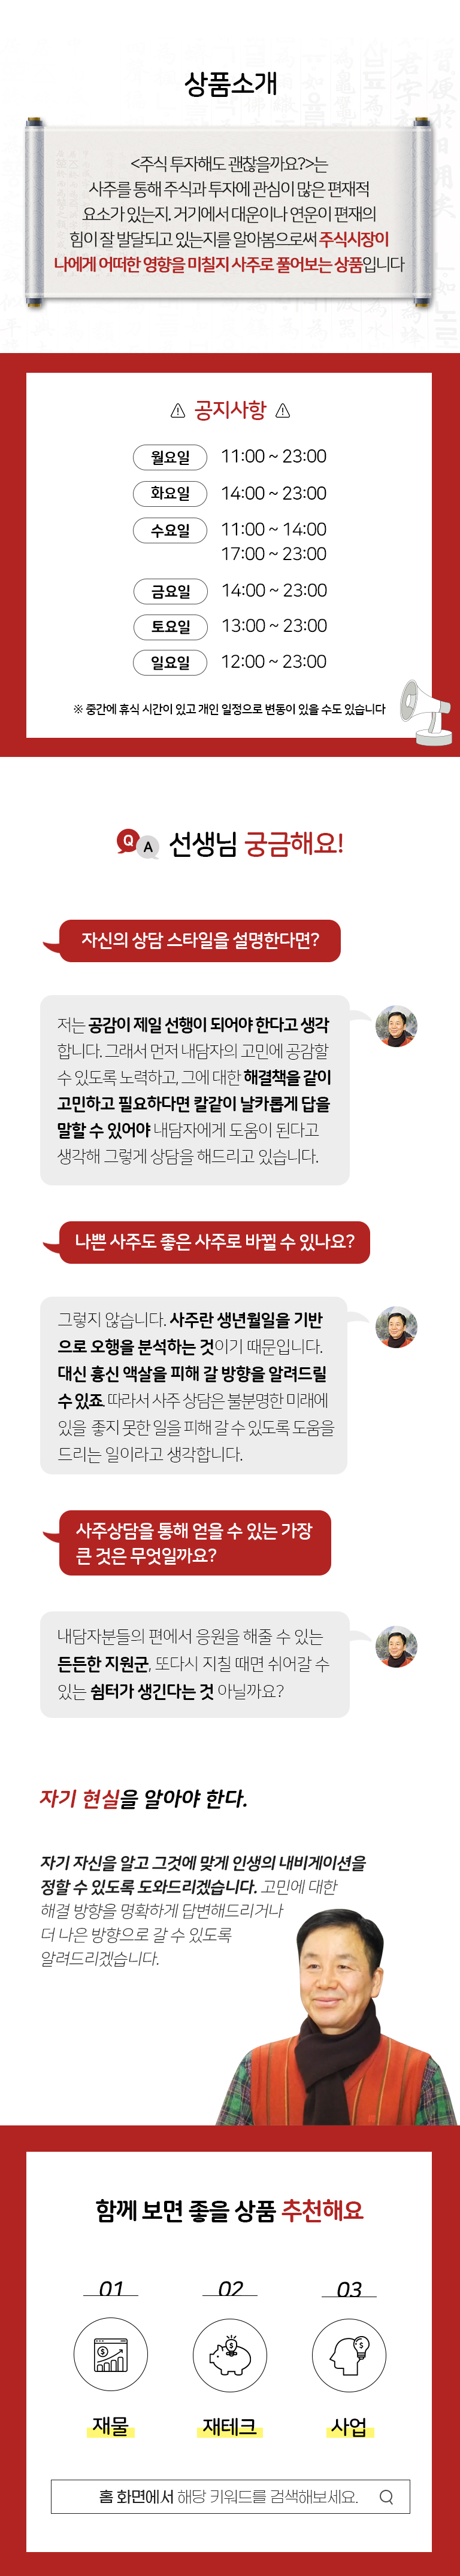 상품소개
<주식 투자해도 괜찮을까요?>는
사주를 통해 주식과 투자에 관심이 많은 편재적
요소가 있는지. 거기에서 대운이나 연운이 편재의
힘이 잘 발달되고 있는지를 알아봄으로써 주식시장이
나에게 어떠한 영향을 미칠지 사주로 풀어보는 상품입니다
공지사항
월요일 11:00 ~ 23:00
화요일 14:00 ~ 23:00
수요일 11:00 ~ 14:00
17:00 ~ 23:00
금요일 14:00 ~ 23:00
토요일 13:00 ~ 23:00
일요일 12:00 ~ 23:00
※ 중간에 휴식 시간이 있고 개인 일정으로 변동이 있을 수도 있습니다
Q A 선생님 궁금해요!
자신의 상담 스타일을 설명한다면?
저는 공감이 제일 선행이 되어야 한다고 생각
합니다. 그래서 먼저 내담자의 고민에 공감할
수 있도록 노력하고, 그에 대한 해결책을 같이
고민하고 필요하다면 칼같이 날카롭게 답을
말할 수 있어야 내담자에게 도움이 된다고
생각해 그렇게 상담을 해드리고 있습니다.
나쁜 사주도 좋은 사주로 바뀔 수 있나요?
그렇지 않습니다. 사주란 생년월일을 기반
으로 오행을 분석하는 것이기 때문입니다.
대신 흉신 액살을 피해 갈 방향을 알려드릴
수 있죠. 따라서 사주 상담은 불분명한 미래에
있을 좋지 못한 일을 피해 갈 수 있도록 도움을
드리는 일이라고 생각합니다.
사주상담을 통해 얻을 수 있는 가장
큰 것은 무엇일까요?
내담자분들의 편에서 응원을 해줄 수 있는
든든한 지원군, 또다시 지칠 때면 쉬어갈 수
있는 쉼터가 생긴다는 것 아닐까요?
자기 현실을 알아야 한다.
자기 자신을 알고 그것에 맞게 인생의 내비게이션을
정할 수 있도록 도와드리겠습니다. 고민에 대한
해결 방향을 명확하게 답변해드리거나
더 나은 방향으로 갈 수 있도록
알려드리겠습니다.
함께 보면 좋을 상품 추천해요
01 02 03
재물 재테크 사업
홈 화면에서 해당 키워드를 검색해보세요.